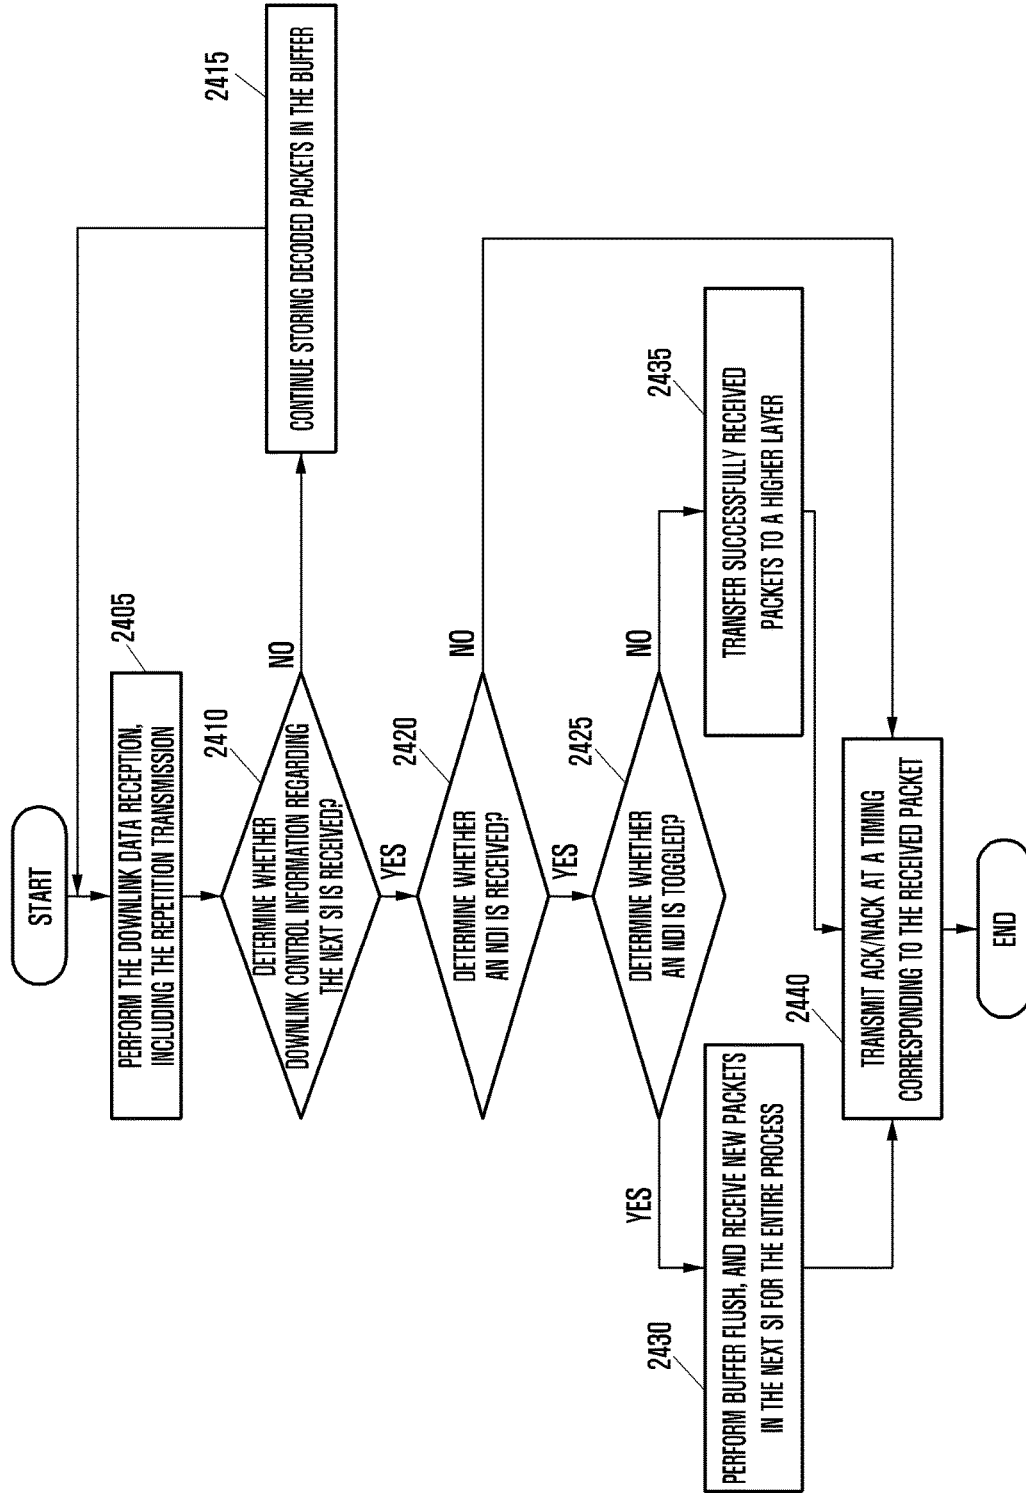 START
2405
PERFORM THE DOWNLINK DATA RECEPTION,
INCLUDING THE REPETITION TRANSMISSION
2410
DETERMINE WHETHER
DOWNLINK CONTROL INFORMATION REGARDING
THE NEXT SI IS RECEIVED?
NO
2415
CONTINUE STORING DECODED PACKETS IN THE BUFFER
YES
2420
DETERMINE WHETHER
AN NDI IS RECEIVED?
NO
YES
2425
DETERMINE WHETHER
AN NDI IS TOGGLED?
YES
NO
2430
PERFORM BUFFER FLUSH, AND RECEIVE NEW PACKETS
IN THE NEXT SI FOR THE ENTIRE PROCESS
2435
TRANSFER SUCCESSFULLY RECEIVED
PACKETS TO A HIGHER LAYER
2440
TRANSMIT ACK/NACK AT A TIMING
CORRESPONDING TO THE RECEIVED PACKET
END